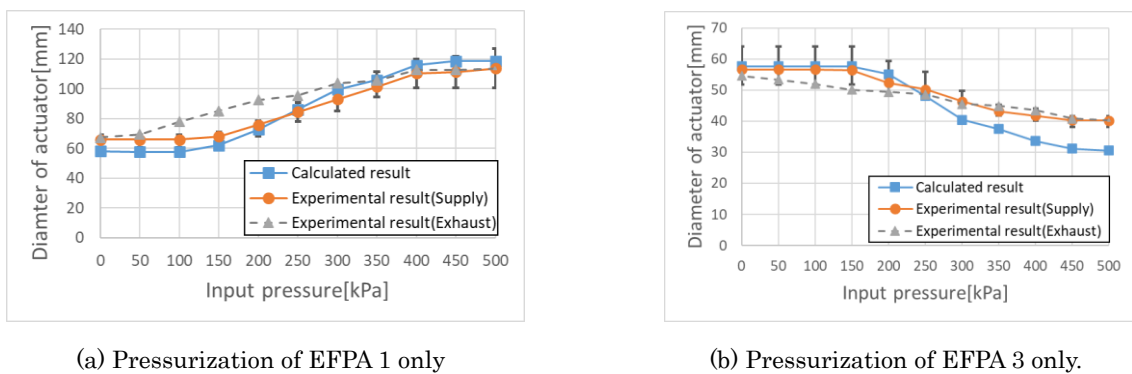 140
120
100
80
60
40
20
0
Diamter of actuator[mm]
Calculated result
Experimental result(Supply)
Experimental result(Exhaust)
0 50 100 150 200 250 300 350 400 450 500
Input pressure[kPa]
(a) Pressurization of EFPA 1 only
70
60
50
40
30
20
10
0
Diameter of actuator[mm]
Calculated result
Experimental result(Supply)
Experimental result(Exhaust)
0 50 100 150 200 250 300 350 400 450 500
Input pressure[kPa]
(b) Pressurization of EFPA 3 only.